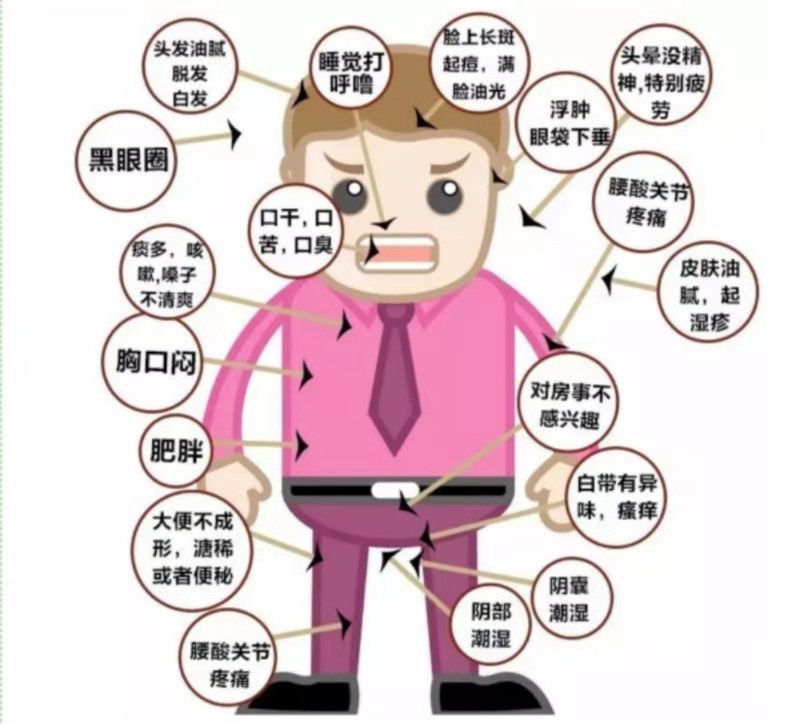 头发油腻
脱发
白发
睡觉打
呼噜
脸上长斑
起痘，满
脸油光
头晕没精
神,特别疲
劳
浮肿
眼袋下垂
黑眼圈
腰酸关节
疼痛
口干，口
苦，口臭
痰多，咳
嗽,嗓子
不清爽
皮肤油
腻，起
湿疹
胸口闷
对房事不
感兴趣
肥胖
白带有异
味，瘙痒
大便不成
形，溏稀
或者便秘
阴囊
潮湿
阴部
潮湿
腰酸关节
疼痛